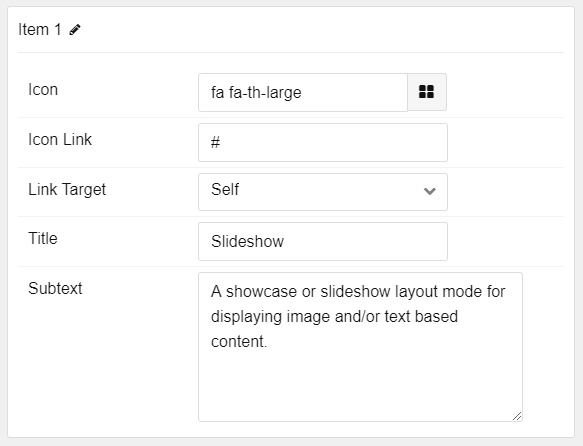 Item 1
Icon
fa fa-th-large
Icon Link
#
Link Target
Self
Title
Slideshow
Subtext
A showcase or slideshow layout mode for
displaying image and/or text based
content.